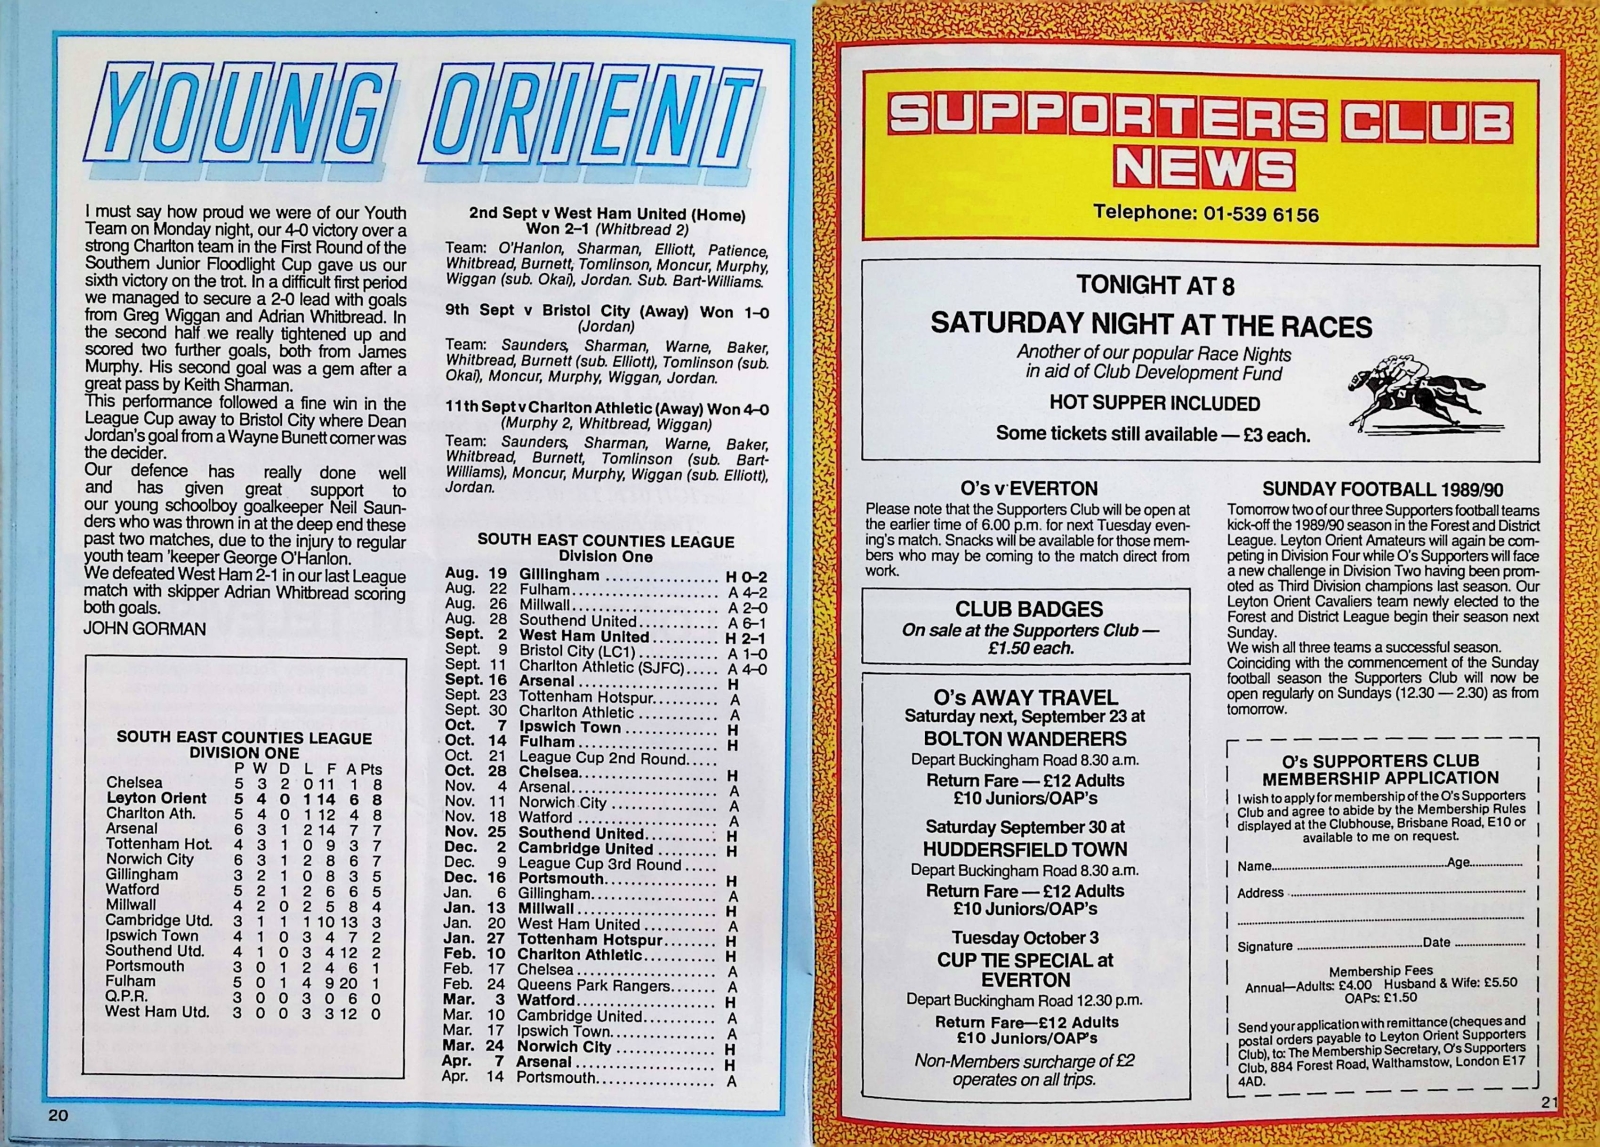 YOUNG ORIENT
I must say how proud we were of our Youth
Team on Monday night, our 4-0 victory over a
strong Charlton team in the First Round of the
Southern Junior Floodlight Cup gave us our
sixth victory on the trot. In a difficult first period
we managed to secure a 2-0 lead with goals
from Greg Wiggan and Adrian Whitbread. In
the second half we really tightened up and
scored two further goals, both from James
Murphy. His second goal was a gem after a
great pass by Keith Sharman.
This performance followed a fine win in the
League Cup away to Bristol City where Dean
Jordan's goal from a Wayne Bunett corner was
the decider.
Our defence has really done well
and has given great support to
our young schoolboy goalkeeper Neil Saun-
ders who was thrown in at the deep end these
past two matches, due to the injury to regular
youth team 'keeper George O'Hanlon.
We defeated West Ham 2-1 in our last League
match with skipper Adrian Whitbread scoring
both goals.
JOHN GORMAN
SOUTH EAST COUNTIES LEAGUE
DIVISION ONE
P W D L F A Pts
Chelsea 5 3 2 0 11 1 8
Leyton Orient 5 4 0 1 14 6 8
Charlton Ath. 5 4 0 1 12 4 8
Arsenal 6 3 1 2 14 7 7
Tottenham Hot. 4 3 1 0 9 3 7
Norwich City 6 3 1 2 8 6 7
Gillingham 3 2 1 0 8 3 5
Watford 5 2 1 2 6 6 5
Millwall 4 2 0 2 5 8 4
Cambridge Utd. 3 1 1 1 10 13 3
Ipswich Town 4 1 0 3 4 7 2
Southend Utd. 4 1 0 3 4 12 2
Portsmouth 3 0 1 2 4 6 1
Fulham 5 0 1 4 9 20 1
Q.P.R. 3 0 0 3 0 6 0
West Ham Utd. 3 0 0 3 3 12 0
20
2nd Sept v West Ham United (Home)
Won 2–1 (Whitbread 2)
Team: O'Hanlon, Sharman, Elliott, Patience,
Whitbread, Burnett, Tomlinson, Moncur, Murphy,
Wiggan (sub. Okai), Jordan. Sub. Bart-Williams.
9th Sept v Bristol City (Away) Won 1–0
(Jordan)
Team: Saunders, Sharman, Warne, Baker,
Whitbread, Burnett (sub. Elliott), Tomlinson (sub.
Okai), Moncur, Murphy, Wiggan, Jordan.
11th Sept v Charlton Athletic (Away) Won 4–0
(Murphy 2, Whitbread, Wiggan)
Team: Saunders, Sharman, Warne, Baker,
Whitbread, Burnett, Tomlinson (sub. Bart-
Williams), Moncur, Murphy, Wiggan (sub. Elliott),
Jordan.
SOUTH EAST COUNTIES LEAGUE
Division One
Aug. 19 Gillingham ................. H 0–2
Aug. 22 Fulham...................... A 4–2
Aug. 26 Millwall...................... A 2–0
Aug. 28 Southend United............. A 6–1
Sept. 2 West Ham United.......... H 2–1
Sept. 9 Bristol City (LC1)............. A 1–0
Sept. 11 Charlton Athletic (SJFC)..... A 4–0
Sept. 16 Arsenal...................... H
Sept. 23 Tottenham Hotspur.......... A
Sept. 30 Charlton Athletic ............ A
Oct. 7 Ipswich Town .............. H
Oct. 14 Fulham ..................... H
Oct. 21 League Cup 2nd Round.....
Oct. 28 Chelsea..................... H
Nov. 4 Arsenal...................... A
Nov. 11 Norwich City ................ A
Nov. 18 Watford ..................... A
Nov. 25 Southend United........... H
Dec. 2 Cambridge United ......... H
Dec. 9 League Cup 3rd Round .....
Dec. 16 Portsmouth................. H
Jan. 6 Gillingham................... A
Jan. 13 Millwall..................... H
Jan. 20 West Ham United ........... A
Jan. 27 Tottenham Hotspur........ H
Feb. 10 Charlton Athletic........... H
Feb. 17 Chelsea..................... A
Feb. 24 Queens Park Rangers........ A
Mar. 3 Watford..................... H
Mar. 10 Cambridge United........... A
Mar. 17 Ipswich Town................ A
Mar. 24 Norwich City ............... H
Apr. 7 Arsenal ..................... H
Apr. 14 Portsmouth.................. A
SUPPORTERS CLUB
NEWS
Telephone: 01-539 6156
TONIGHT AT 8
SATURDAY NIGHT AT THE RACES
Another of our popular Race Nights
in aid of Club Development Fund
HOT SUPPER INCLUDED
Some tickets still available — £3 each.
O's v EVERTON
Please note that the Supporters Club will be open at
the earlier time of 6.00 p.m. for next Tuesday even-
ing's match. Snacks will be available for those mem-
bers who may be coming to the match direct from
work.
CLUB BADGES
On sale at the Supporters Club —
£1.50 each.
O's AWAY TRAVEL
Saturday next, September 23 at
BOLTON WANDERERS
Depart Buckingham Road 8.30 a.m.
Return Fare — £12 Adults
£10 Juniors/OAP's
Saturday September 30 at
HUDDERSFIELD TOWN
Depart Buckingham Road 8.30 a.m.
Return Fare — £12 Adults
£10 Juniors/OAP's
Tuesday October 3
CUP TIE SPECIAL at
EVERTON
Depart Buckingham Road 12.30 p.m.
Return Fare—£12 Adults
£10 Juniors/OAP's
Non-Members surcharge of £2
operates on all trips.
SUNDAY FOOTBALL 1989/90
Tomorrow two of our three Supporters football teams
kick-off the 1989/90 season in the Forest and District
League. Leyton Orient Amateurs will again be com-
peting in Division Four while O's Supporters will face
a new challenge in Division Two having been prom-
oted as Third Division champions last season. Our
Leyton Orient Cavaliers team newly elected to the
Forest and District League begin their season next
Sunday.
We wish all three teams a successful season.
Coinciding with the commencement of the Sunday
football season the Supporters Club will now be
open regularly on Sundays (12.30 — 2.30) as from
tomorrow.
O's SUPPORTERS CLUB
MEMBERSHIP APPLICATION
I wish to apply for membership of the O's Supporters
Club and agree to abide by the Membership Rules
displayed at the Clubhouse, Brisbane Road, E10 or
available to me on request.
Name..................................................Age...............
Address ................................................................
Signature ....................................Date ....................
Membership Fees
Annual—Adults: £4.00 Husband & Wife: £5.50
OAPs: £1.50
Send your application with remittance (cheques and
postal orders payable to Leyton Orient Supporters
Club), to: The Membership Secretary, O's Supporters
Club, 884 Forest Road, Walthamstow, London E17
4AD.
21